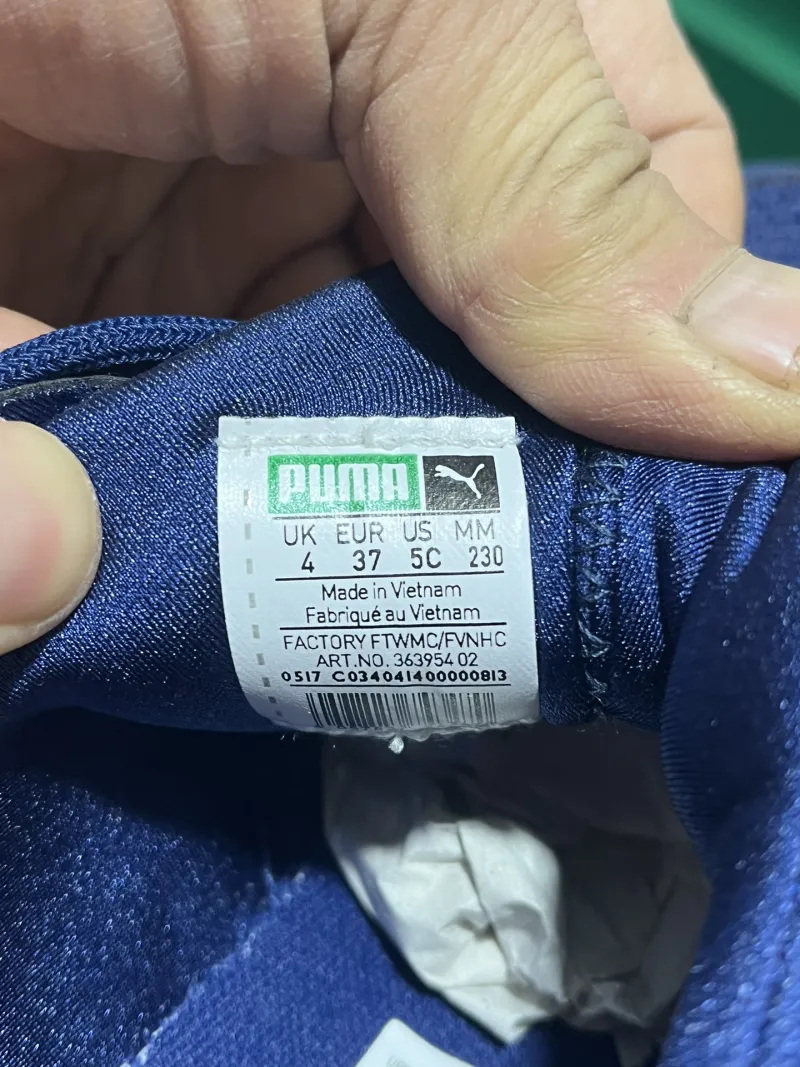 PUMA
UK EUR US MM
4 37 5C 230
Made in Vietnam
Fabriqué au Vietnam
FACTORY FTWMC/FVNHC
ART.NO. 363954 02
0517 C034041400000813